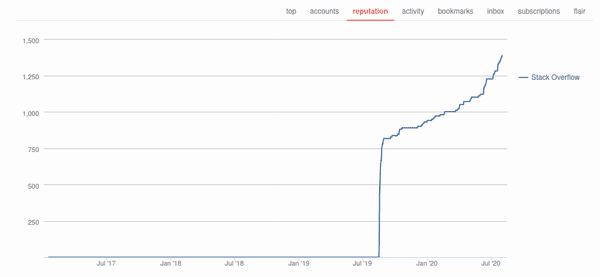 top accounts reputation activity bookmarks inbox subscriptions flair
1,500
1,250
Stack Overflow
1,000
750
500
250
Jul '17 Jan '18 Jul '18 Jan '19 Jul '19 Jan '20 Jul '20